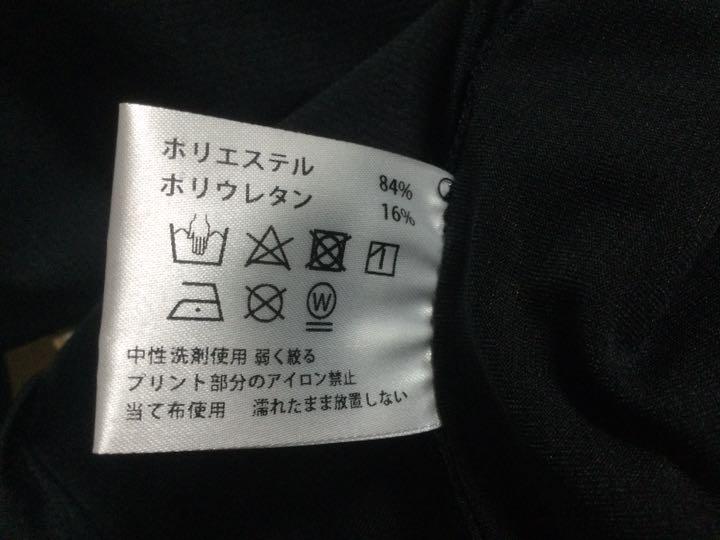 ポリエステル 84%
ポリウレタン 16%
W
中性洗剤使用 弱く絞る
プリント部分のアイロン禁止
当て布使用 濡れたまま放置しない